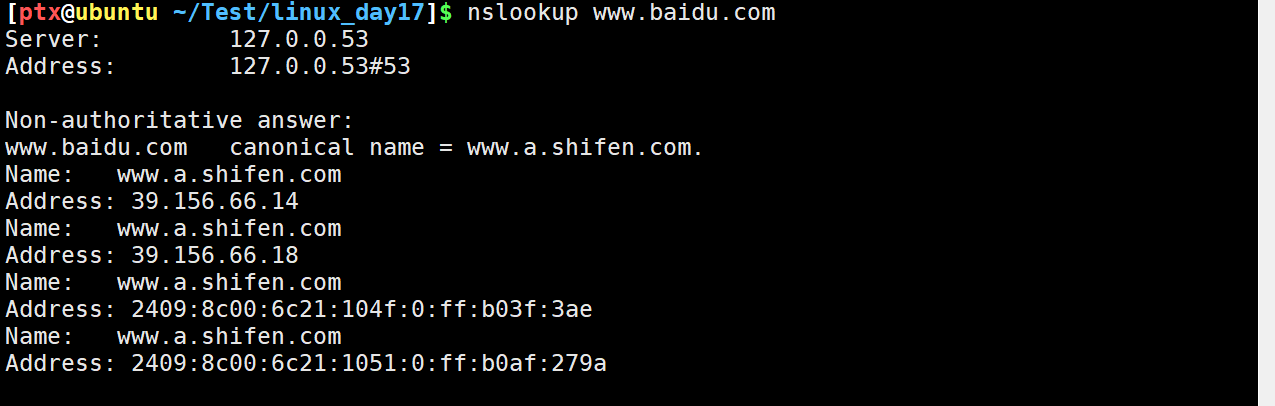 [ptx@ubuntu ~/Test/linux_day17]$ nslookup www.baidu.com
Server:         127.0.0.53
Address:        127.0.0.53#53

Non-authoritative answer:
www.baidu.com   canonical name = www.a.shifen.com.
Name:   www.a.shifen.com
Address: 39.156.66.14
Name:   www.a.shifen.com
Address: 39.156.66.18
Name:   www.a.shifen.com
Address: 2409:8c00:6c21:104f:0:ff:b03f:3ae
Name:   www.a.shifen.com
Address: 2409:8c00:6c21:1051:0:ff:b0af:279a